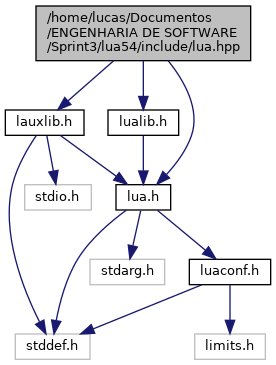 /home/lucas/Documentos
/ENGENHARIA DE SOFTWARE
/Sprint3/lua54/include/lua.hpp
lauxlib.h
lualib.h
stdio.h
lua.h
stdarg.h
luaconf.h
stddef.h
limits.h